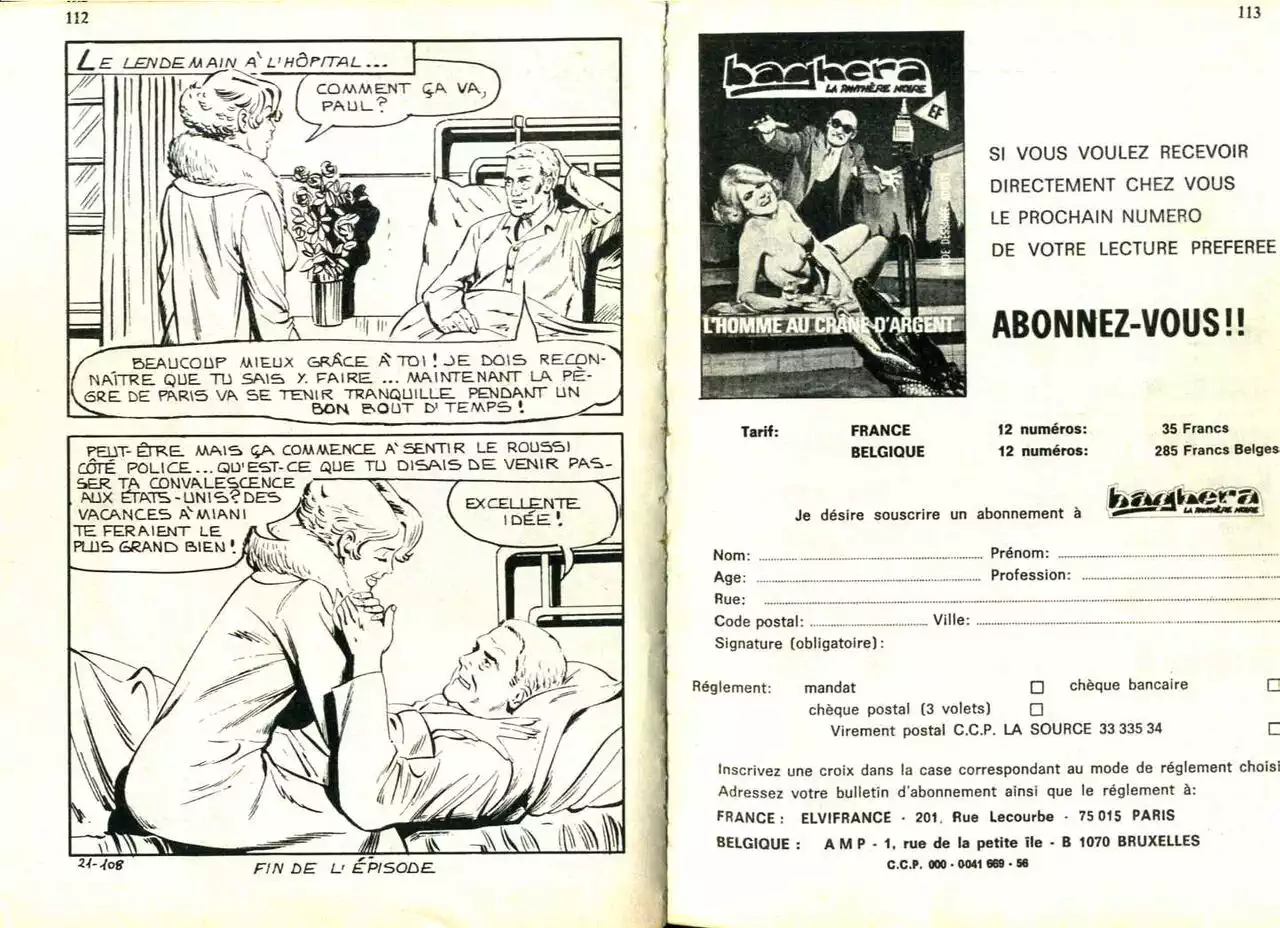 112
LE LENDEMAIN À L'HÔPITAL...
COMMENT ÇA VA,
PAUL?
BEAUCOUP MIEUX GRÂCE À TOI! JE DOIS RECON-
NAÎTRE QUE TU SAIS Y FAIRE ... MAINTENANT LA PÈ-
GRE DE PARIS VA SE TENIR TRANQUILLE PENDANT UN
BON BOUT D'TEMPS!
PEUT-ÊTRE MAIS ÇA COMMENCE À SENTIR LE ROUSSI
CÔTÉ POLICE... QU'EST-CE QUE TU DISAIS DE VENIR PAS-
SER TA CONVALESCENCE
AUX ÉTATS-UNIS? DES
VACANCES À MIANI
TE FERAIENT LE
PLUS GRAND BIEN!
EXCELLENTE
IDÉE!
21-108
FIN DE L'ÉPISODE
113
baghera
LA PANTHÈRE NOIRE
EF
L'HOMME AU CRÂNE D'ARGENT
SI VOUS VOULEZ RECEVOIR
DIRECTEMENT CHEZ VOUS
LE PROCHAIN NUMERO
DE VOTRE LECTURE PREFEREE
ABONNEZ-VOUS!!
Tarif: FRANCE 12 numéros: 35 Francs
BELGIQUE 12 numéros: 285 Francs Belges
Je désire souscrire un abonnement à baghera LA PANTHÈRE NOIRE
Nom: Prénom:
Age: Profession:
Rue:
Code postal: Ville:
Signature (obligatoire):
Réglement: mandat chèque bancaire
chèque postal (3 volets)
Virement postal C.C.P. LA SOURCE 33 335 34
Inscrivez une croix dans la case correspondant au mode de réglement choisi
Adressez votre bulletin d'abonnement ainsi que le réglement à:
FRANCE: ELVIFRANCE - 201, Rue Lecourbe - 75015 PARIS
BELGIQUE: AMP - 1, rue de la petite île - B 1070 BRUXELLES
C.C.P. 000 - 0041 669 - 56